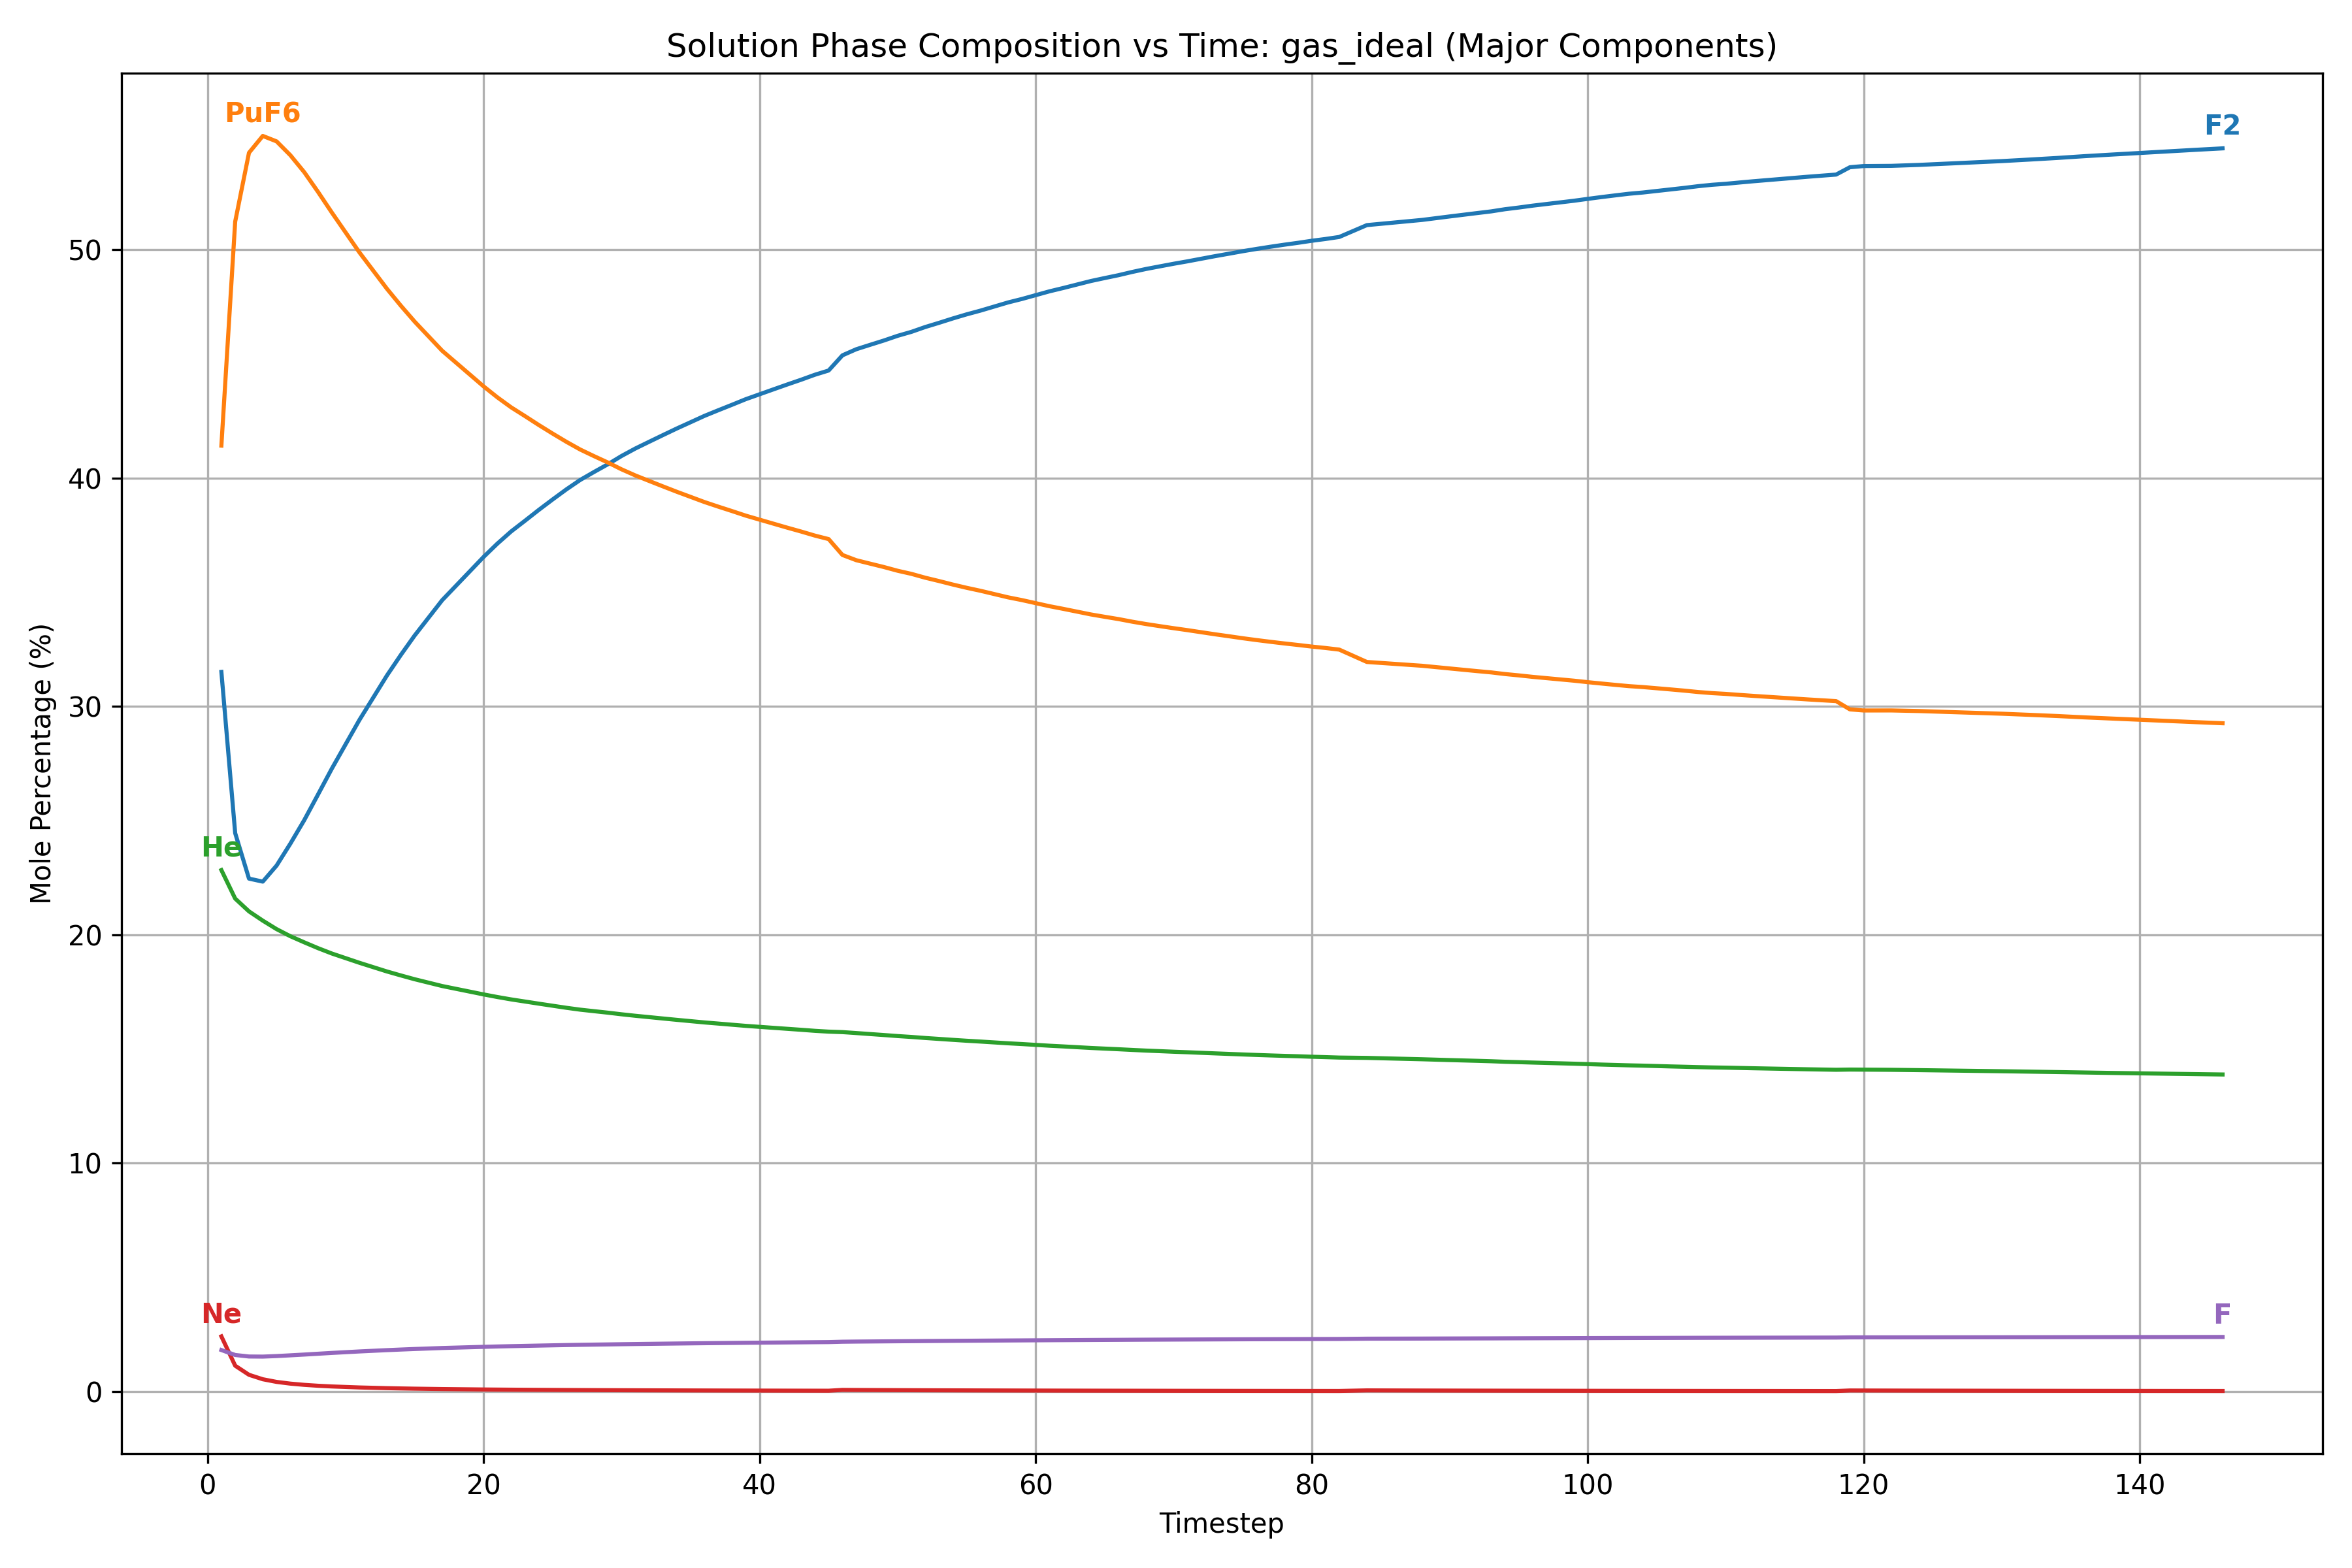 Solution Phase Composition vs Time: gas_ideal (Major Components)
PuF6
F2
50
40
30
He
20
10
Ne
F
0
Mole Percentage (%)
0 20 40 60 80 100 120 140
Timestep